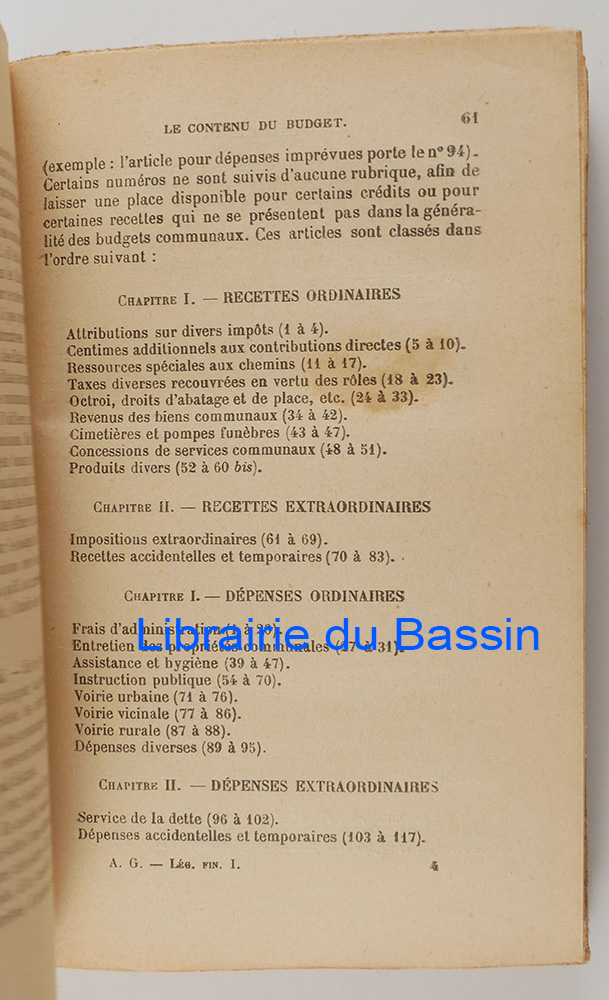 LE CONTENU DU BUDGET. 61
(exemple : l'article pour dépenses imprévues porte le n° 94).
Certains numéros ne sont suivis d'aucune rubrique, afin de
laisser une place disponible pour certains crédits ou pour
certaines recettes qui ne se présentent pas dans la généra-
lité des budgets communaux. Ces articles sont classés dans
l'ordre suivant :
CHAPITRE I. — RECETTES ORDINAIRES
Attributions sur divers impôts (1 à 4).
Centimes additionnels aux contributions directes (5 à 10).
Ressources spéciales aux chemins (11 à 17).
Taxes diverses recouvrées en vertu des rôles (18 à 23).
Octroi, droits d'abatage et de place, etc. (24 à 33).
Revenus des biens communaux (34 à 42).
Cimetières et pompes funèbres (43 à 47).
Concessions de services communaux (48 à 51).
Produits divers (52 à 60 bis).
CHAPITRE II. — RECETTES EXTRAORDINAIRES
Impositions extraordinaires (61 à 69).
Recettes accidentelles et temporaires (70 à 83).
CHAPITRE I. — DÉPENSES ORDINAIRES
Frais d'administration (1 à
Librairie du Bassin
Entretien des propriétés communales à 31).
Assistance et hygiène (39 à 47).
Instruction publique (54 à 70).
Voirie urbaine (71 à 76).
Voirie vicinale (77 à 86).
Voirie rurale (87 à 88).
Dépenses diverses (89 à 95).
CHAPITRE II. — DÉPENSES EXTRAORDINAIRES
Service de la dette (96 à 102).
Dépenses accidentelles et temporaires (103 à 117).
A. G. — LÉG. FIN. I. 4